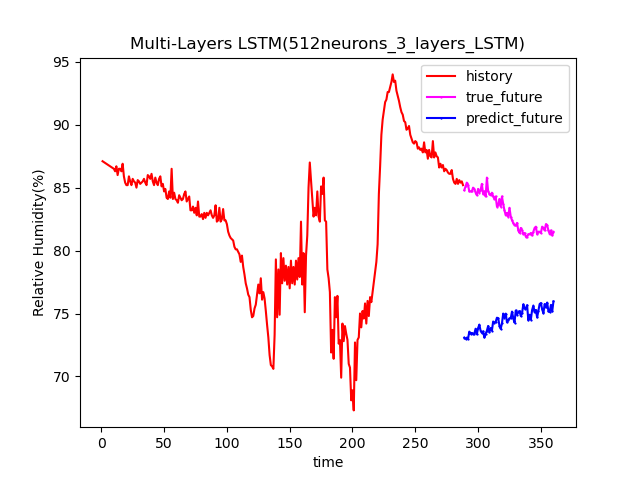 Multi-Layers LSTM(512neurons_3_layers_LSTM)
history
true_future
predict_future
Relative Humidity(%)
95
90
85
80
75
70
0
50
100
150
200
250
300
350
time